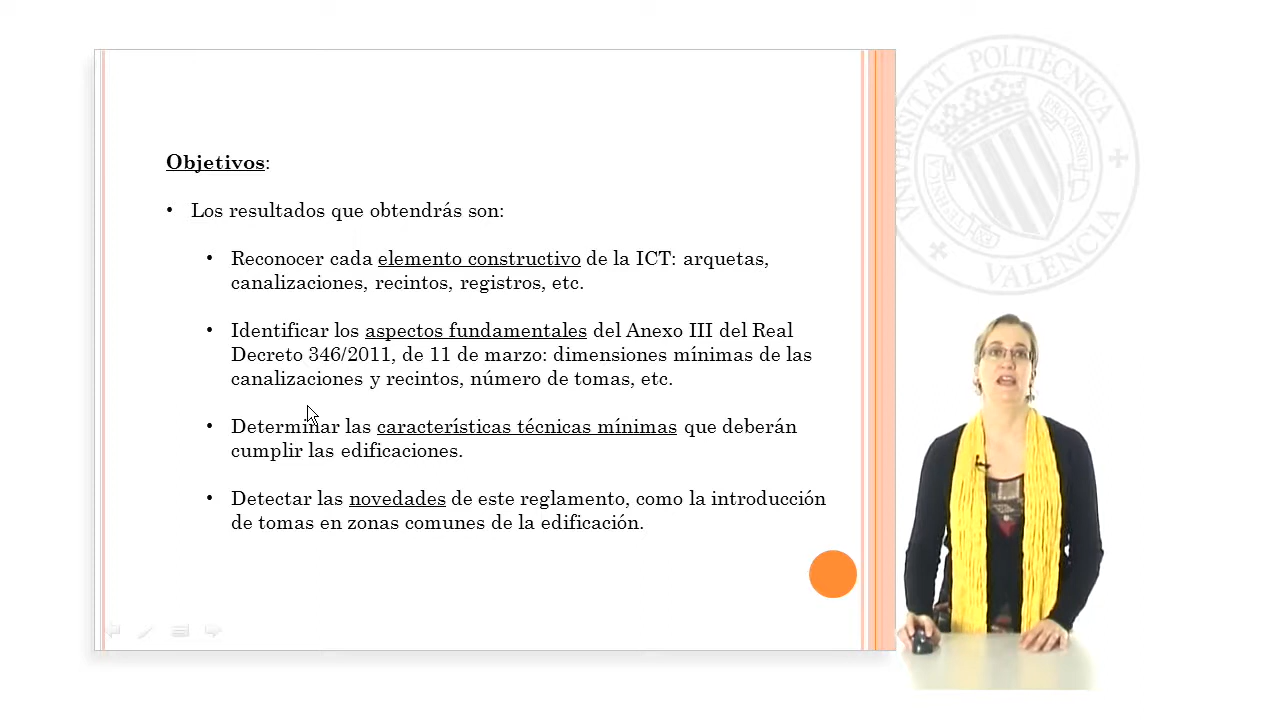 Objetivos:
• Los resultados que obtendrás son:
• Reconocer cada elemento constructivo de la ICT: arquetas,
canalizaciones, recintos, registros, etc.
• Identificar los aspectos fundamentales del Anexo III del Real
Decreto 346/2011, de 11 de marzo: dimensiones mínimas de las
canalizaciones y recintos, número de tomas, etc.
• Determinar las características técnicas mínimas que deberán
cumplir las edificaciones.
• Detectar las novedades de este reglamento, como la introducción
de tomas en zonas comunes de la edificación.
UNIVERSITAT POLITÈCNICA
VALÈNCIA